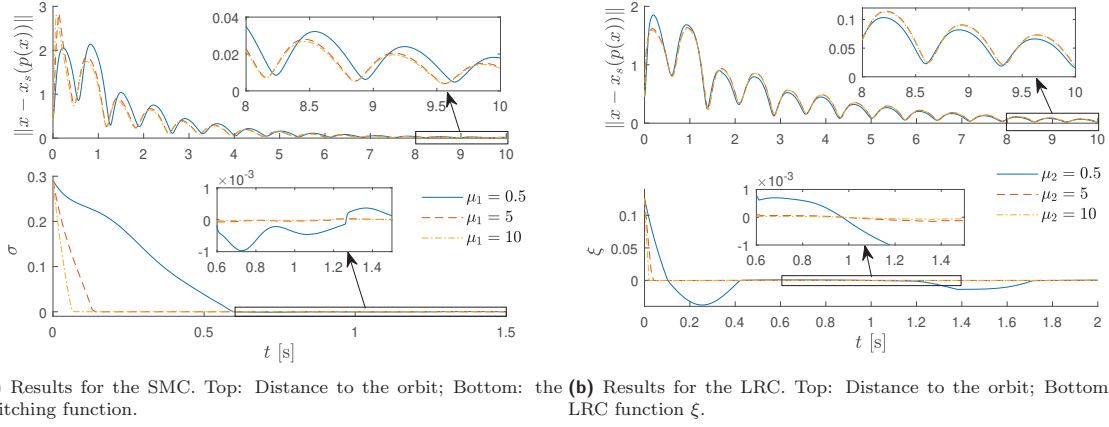 ‖x − x_s(p(x))‖
3
2
1
0
0 1 2 3 4 5 6 7 8 9 10
0.04
0.02
0.00
8 8.5 9 9.5 10
σ
0.3
0.2
0.1
0
0 0.5 1 1.5
t [s]
×10⁻³
1
0
-1
0.6 0.8 1 1.2 1.4
μ₁ = 0.5
μ₁ = 5
μ₁ = 10
‖x − x_s(p(x))‖
2
1
0
0 1 2 3 4 5 6 7 8 9 10
0.1
0.05
0
8 8.5 9 9.5 10
ξ
0.1
0.05
0
0 0.2 0.4 0.6 0.8 1 1.2 1.4 1.6 1.8 2
t [s]
×10⁻³
1
0
-1
0.6 0.8 1 1.2 1.4
μ₂ = 0.5
μ₂ = 5
μ₂ = 10
) Results for the SMC. Top: Distance to the orbit; Bottom: the
itching function.
(b) Results for the LRC. Top: Distance to the orbit; Bottom
LRC function ξ.